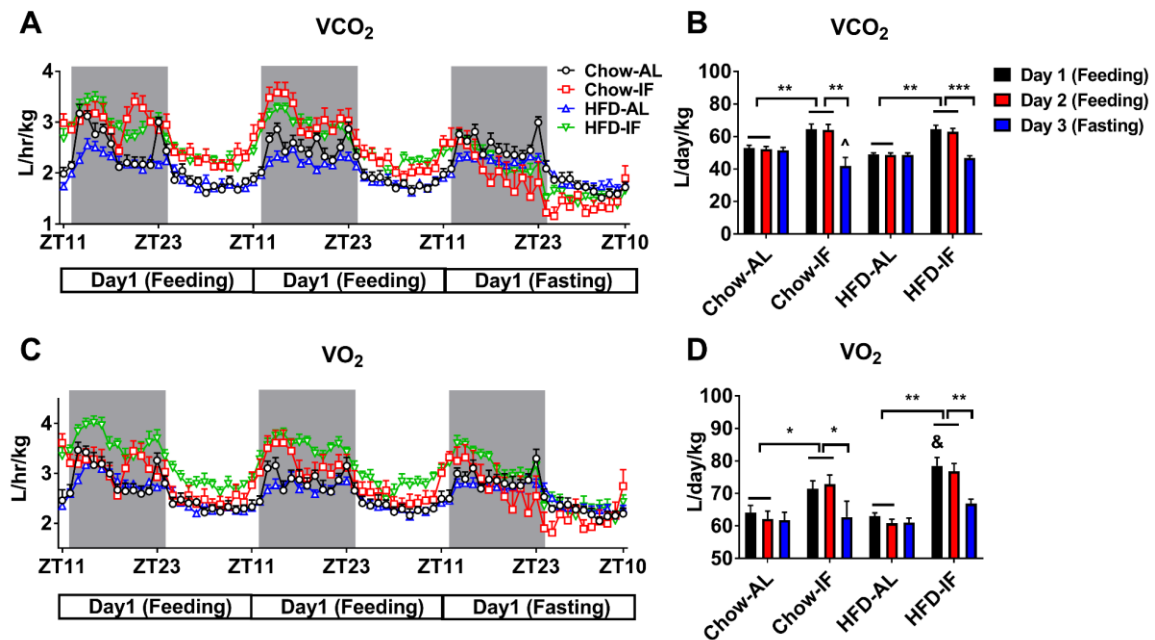 A
VCO2
4
3
2
1
L/hr/kg
Chow-AL
Chow-IF
HFD-AL
HFD-IF
ZT11 ZT23 ZT11 ZT23 ZT11 ZT23 ZT10
Day1 (Feeding) Day1 (Feeding) Day1 (Fasting)
B
VCO2
100
80
60
40
20
0
L/day/kg
** ** ** ***
^
Day 1 (Feeding)
Day 2 (Feeding)
Day 3 (Fasting)
Chow-AL Chow-IF HFD-AL HFD-IF
C
VO2
4
3
2
L/hr/kg
ZT11 ZT23 ZT11 ZT23 ZT11 ZT23 ZT10
Day1 (Feeding) Day1 (Feeding) Day1 (Fasting)
D
VO2
100
90
80
70
60
50
L/day/kg
* * ** **
&
Chow-AL Chow-IF HFD-AL HFD-IF